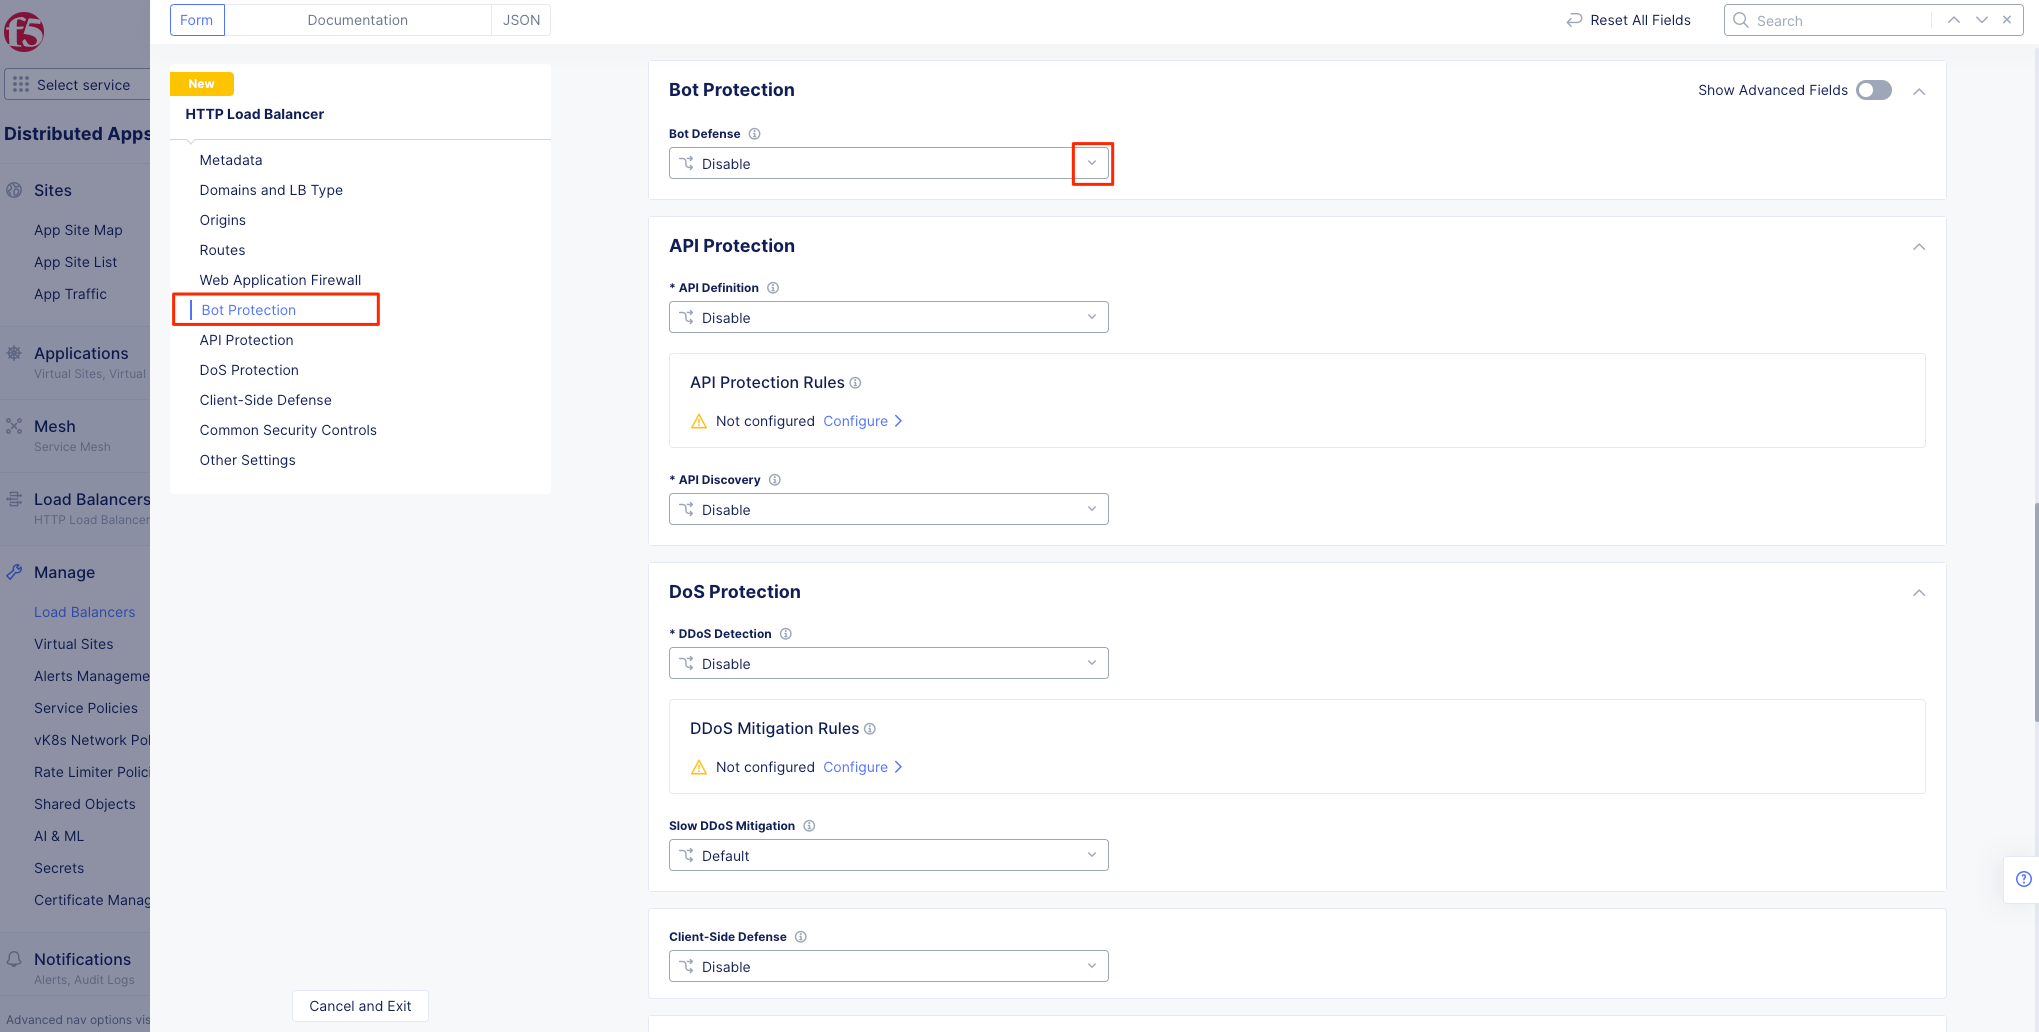 Form
Documentation
JSON
Reset All Fields
Search
f5
Select service
Distributed Apps
Sites
App Site Map
App Site List
App Traffic
Applications
Virtual Sites, Virtual
Mesh
Service Mesh
Load Balancers
HTTP Load Balancer
Manage
Load Balancers
Virtual Sites
Alerts Manageme
Service Policies
vK8s Network Pol
Rate Limiter Polici
Shared Objects
AI & ML
Secrets
Certificate Manag
Notifications
Alerts, Audit Logs
Advanced nav options vis
New
HTTP Load Balancer
Metadata
Domains and LB Type
Origins
Routes
Web Application Firewall
Bot Protection
API Protection
DoS Protection
Client-Side Defense
Common Security Controls
Other Settings
Cancel and Exit
Bot Protection
Show Advanced Fields
Bot Defense
Disable
API Protection
* API Definition
Disable
API Protection Rules
Not configured Configure
* API Discovery
Disable
DoS Protection
* DDoS Detection
Disable
DDoS Mitigation Rules
Not configured Configure
Slow DDoS Mitigation
Default
Client-Side Defense
Disable